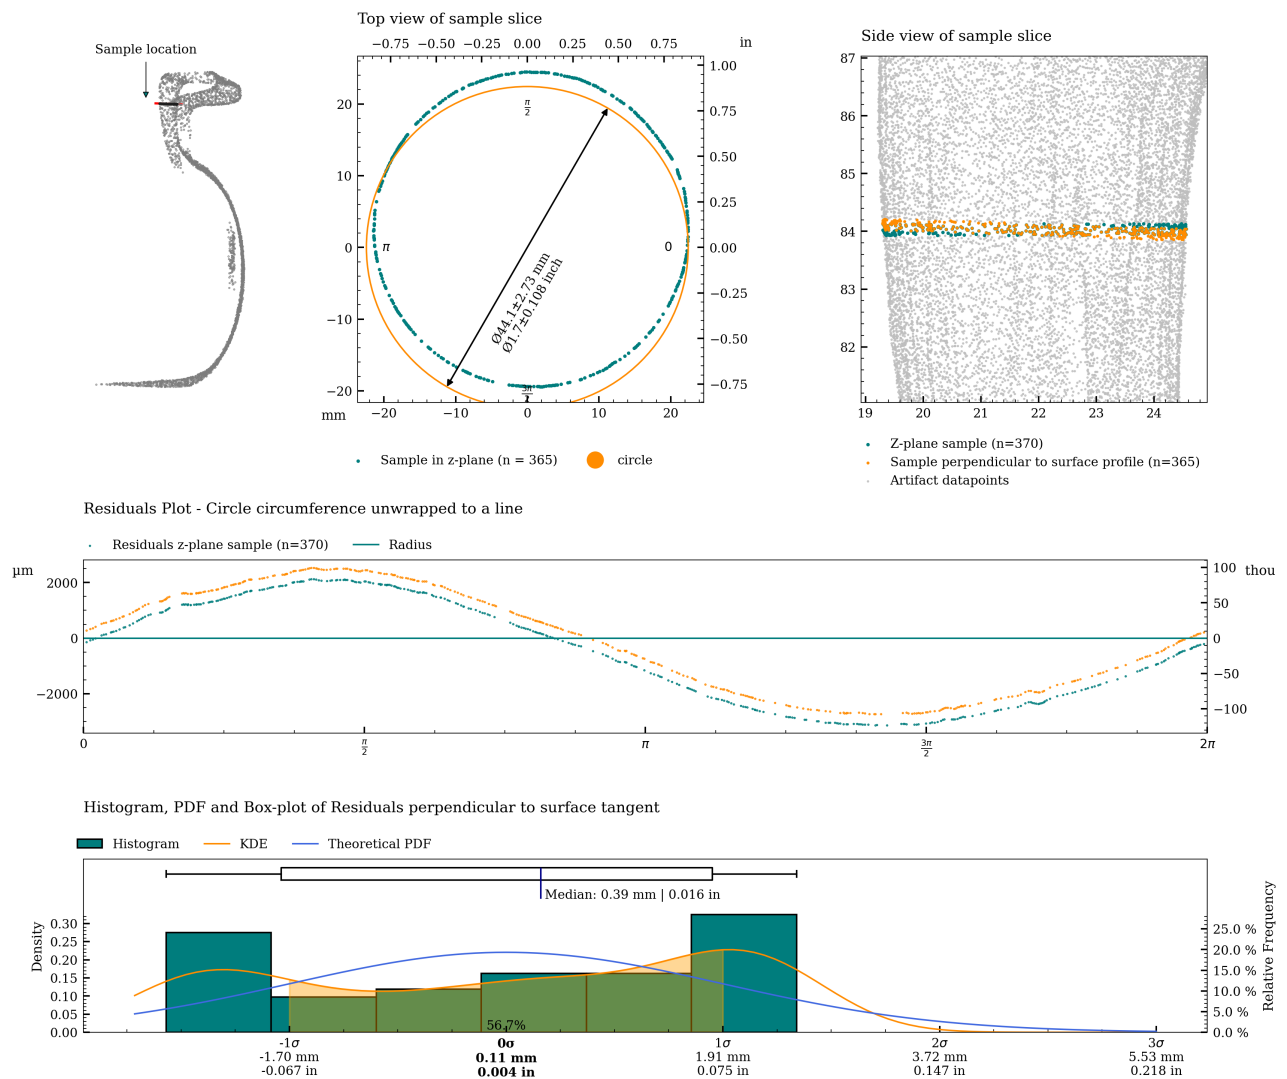 Top view of sample slice
Side view of sample slice
Sample location
−0.75 −0.50 −0.25 0.00 0.25 0.50 0.75 in
1.00
0.75
0.50
0.25
0.00
−0.25
−0.50
−0.75
20
10
0
−10
−20
π/2
π
0
3π/2
Ø44.1±2.73 mm
Ø1.7±0.108 inch
mm −20 −10 0 10 20
87
86
85
84
83
82
19 20 21 22 23 24
Sample in z-plane (n = 365) circle
Z-plane sample (n=370)
Sample perpendicular to surface profile (n=365)
Artifact datapoints
Residuals Plot - Circle circumference unwrapped to a line
Residuals z-plane sample (n=370) Radius
µm
2000
0
−2000
100 thou
50
0
−50
−100
0 π/2 π 3π/2 2π
Histogram, PDF and Box-plot of Residuals perpendicular to surface tangent
Histogram KDE Theoretical PDF
Median: 0.39 mm | 0.016 in
Density
0.30
0.25
0.20
0.15
0.10
0.05
0.00
Relative Frequency
25.0 %
20.0 %
15.0 %
10.0 %
5.0 %
0.0 %
56.7%
-1σ 0σ 1σ 2σ 3σ
-1.70 mm 0.11 mm 1.91 mm 3.72 mm 5.53 mm
-0.067 in 0.004 in 0.075 in 0.147 in 0.218 in